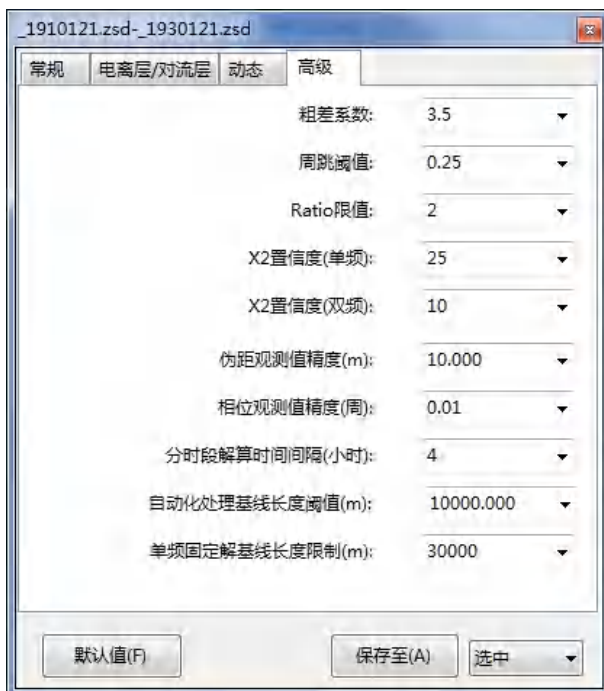 _1910121.zsd-_1930121.zsd
常规 电离层/对流层 动态 高级
粗差系数: 3.5
周跳阈值: 0.25
Ratio限值: 2
X2置信度(单频): 25
X2置信度(双频): 10
伪距观测值精度(m): 10.000
相位观测值精度(周): 0.01
分时段解算时间间隔(小时): 4
自动化处理基线长度阈值(m): 10000.000
单频固定解基线长度限制(m): 30000
默认值(F) 保存至(A) 选中